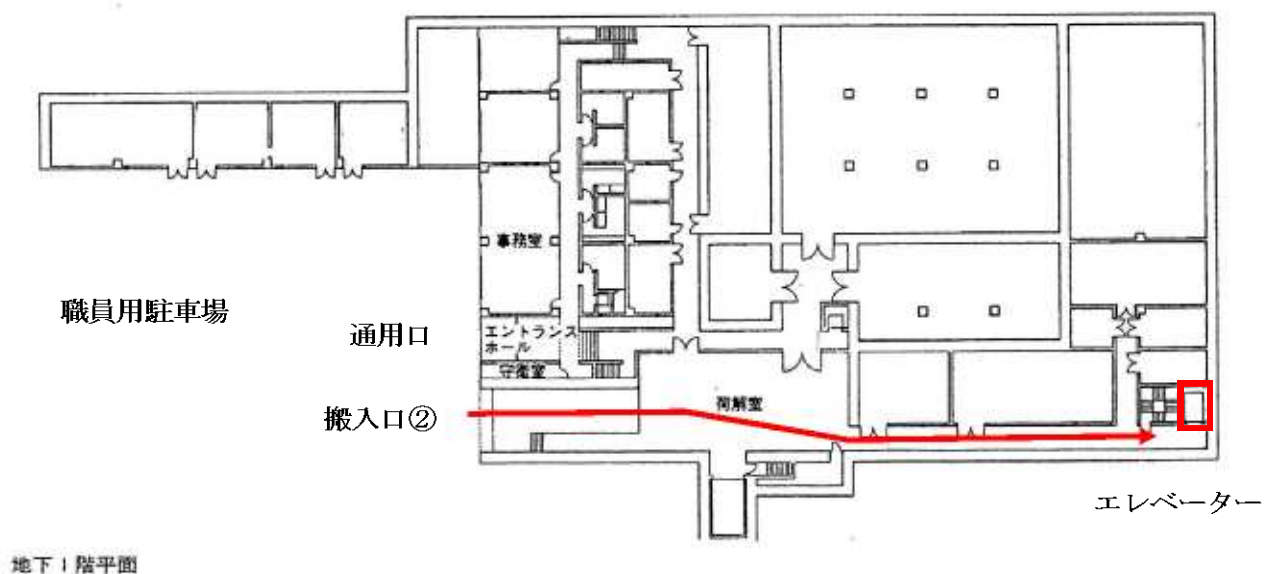 事務室
職員用駐車場
通用口
エントランス
ホール
守衛室
搬入口②
荷解室
エレベーター
地下1階平面